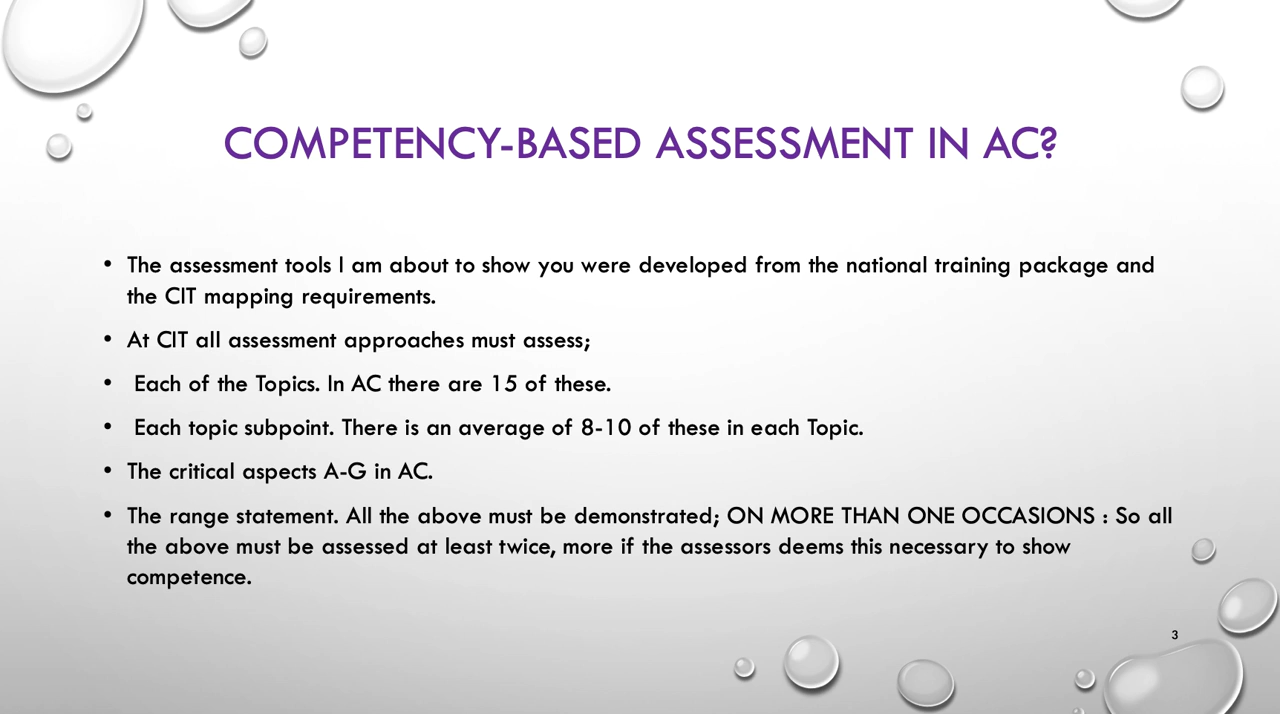 COMPETENCY-BASED ASSESSMENT IN AC?
• The assessment tools I am about to show you were developed from the national training package and
the CIT mapping requirements.
• At CIT all assessment approaches must assess;
• Each of the Topics. In AC there are 15 of these.
• Each topic subpoint. There is an average of 8-10 of these in each Topic.
• The critical aspects A-G in AC.
• The range statement. All the above must be demonstrated; ON MORE THAN ONE OCCASIONS : So all
the above must be assessed at least twice, more if the assessors deems this necessary to show
competence.
3